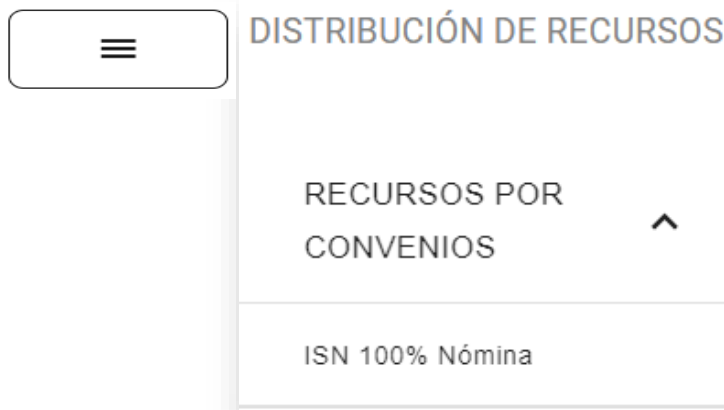 DISTRIBUCIÓN DE RECURSOS
RECURSOS POR
CONVENIOS
ISN 100% Nómina